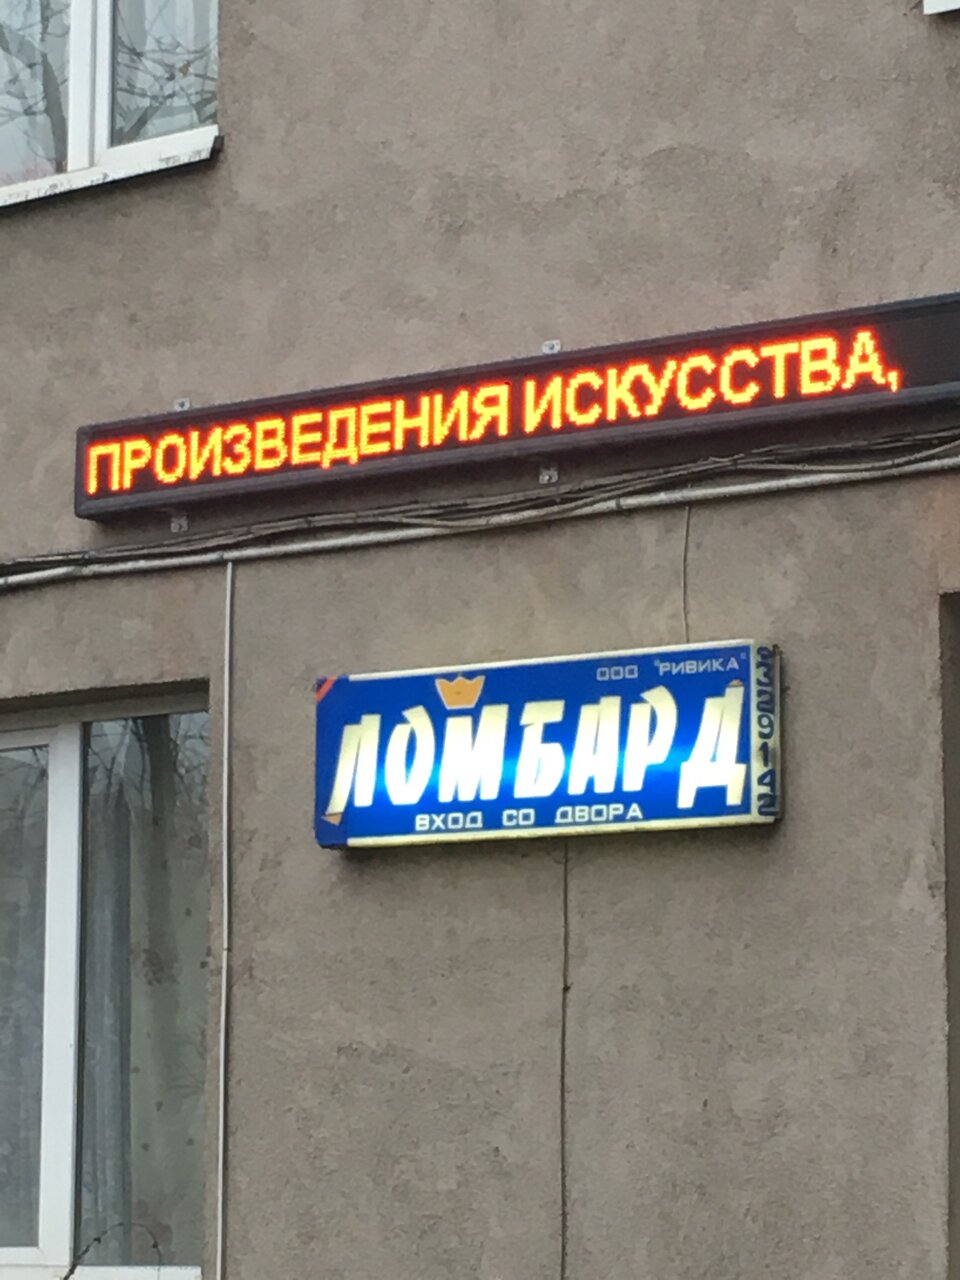 ПРОИЗВЕДЕНИЯ ИСКУССТВА,
ООО "РИВИКА"
ЛОМБАРД
ВХОД СО ДВОРА